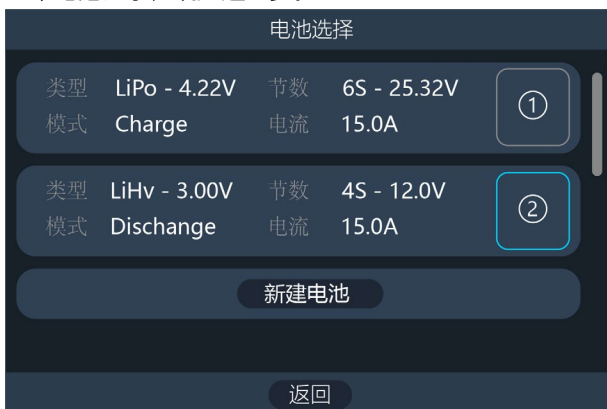 电池选择
类型 LiPo - 4.22V 节数 6S - 25.32V ①
模式 Charge 电流 15.0A
类型 LiHv - 3.00V 节数 4S - 12.0V ②
模式 Dischange 电流 15.0A
新建电池
返回